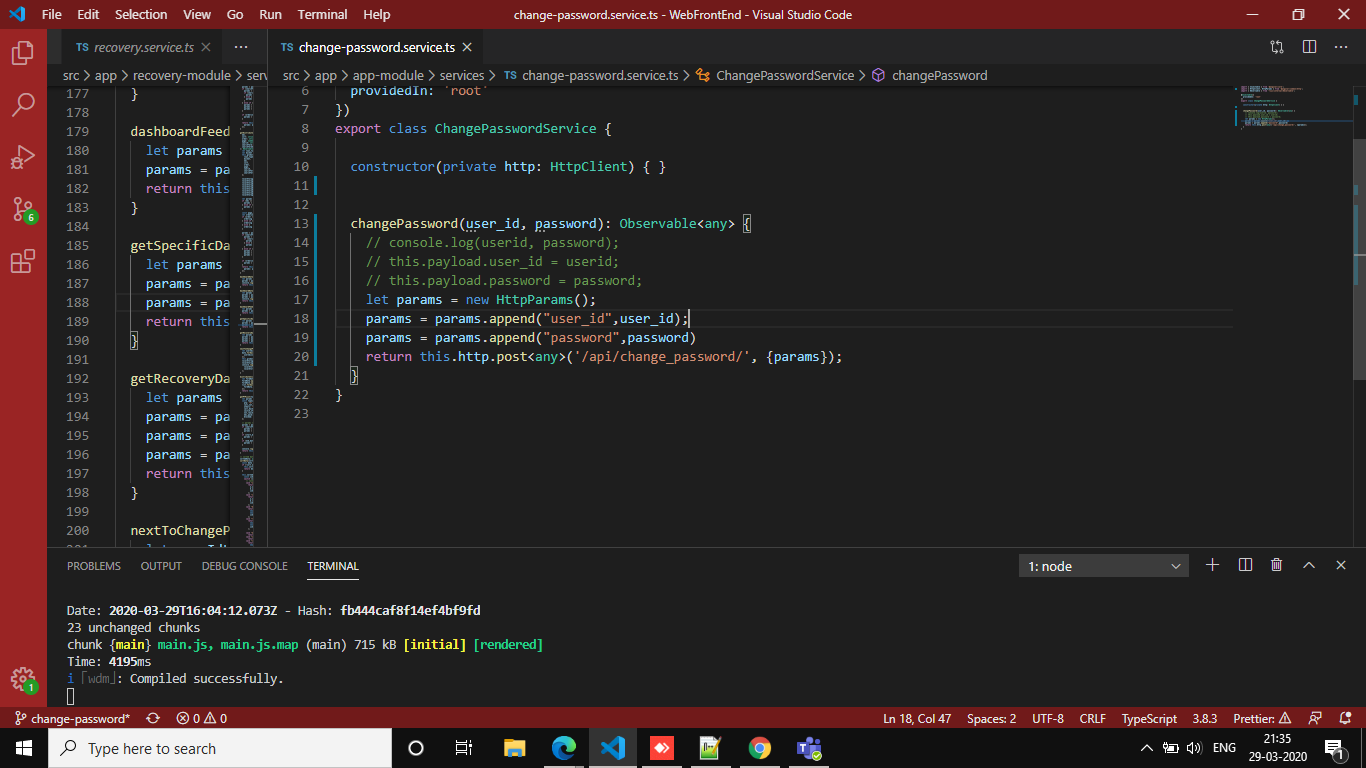 File Edit Selection View Go Run Terminal Help change-password.service.ts - WebFrontEnd - Visual Studio Code
TS recovery.service.ts ···
src > app > recovery-module > serv
177 }
178
179 dashboardFeed
180 let params
181 params = pa
182 return this
183 }
184
185 getSpecificDa
186 let params
187 params = pa
188 params = pa
189 return this
190 }
191
192 getRecoveryDa
193 let params
194 params = pa
195 params = pa
196 params = pa
197 return this
198 }
199
200 nextToChangeP
TS change-password.service.ts ···
src > app > app-module > services > TS change-password.service.ts > ChangePasswordService > changePassword
6 providedIn: 'root'
7 })
8 export class ChangePasswordService {
9
10 constructor(private http: HttpClient) { }
11
12
13 changePassword(user_id, password): Observable<any> {
14 // console.log(userid, password);
15 // this.payload.user_id = userid;
16 // this.payload.password = password;
17 let params = new HttpParams();
18 params = params.append("user_id",user_id);
19 params = params.append("password",password)
20 return this.http.post<any>('/api/change_password/', {params});
21 }
22 }
23
PROBLEMS OUTPUT DEBUG CONSOLE TERMINAL 1: node
Date: 2020-03-29T16:04:12.073Z - Hash: fb444caf8f14ef4bf9fd
23 unchanged chunks
chunk {main} main.js, main.js.map (main) 715 kB [initial] [rendered]
Time: 4195ms
i ｢wdm｣: Compiled successfully.
6
1
change-password* 0 0 Ln 18, Col 47 Spaces: 2 UTF-8 CRLF TypeScript 3.8.3 Prettier:
Type here to search ENG 21:35
29-03-2020 1